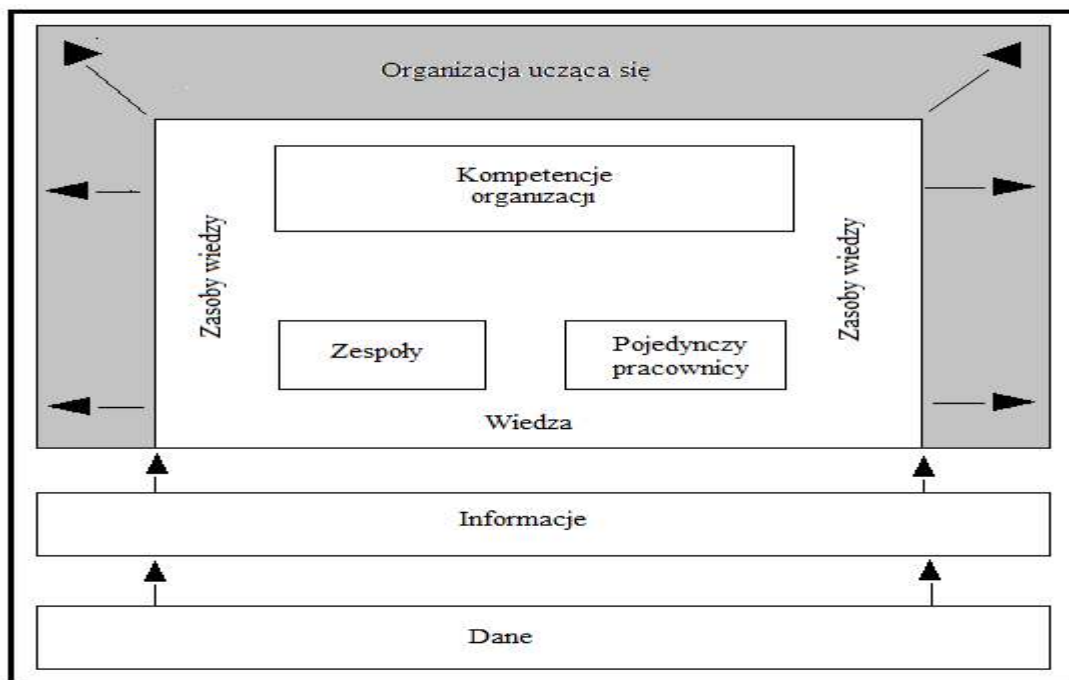 Organizacja ucząca się
Kompetencje
organizacji
Zasoby wiedzy
Zasoby wiedzy
Zespoły
Pojedynczy
pracownicy
Wiedza
Informacje
Dane